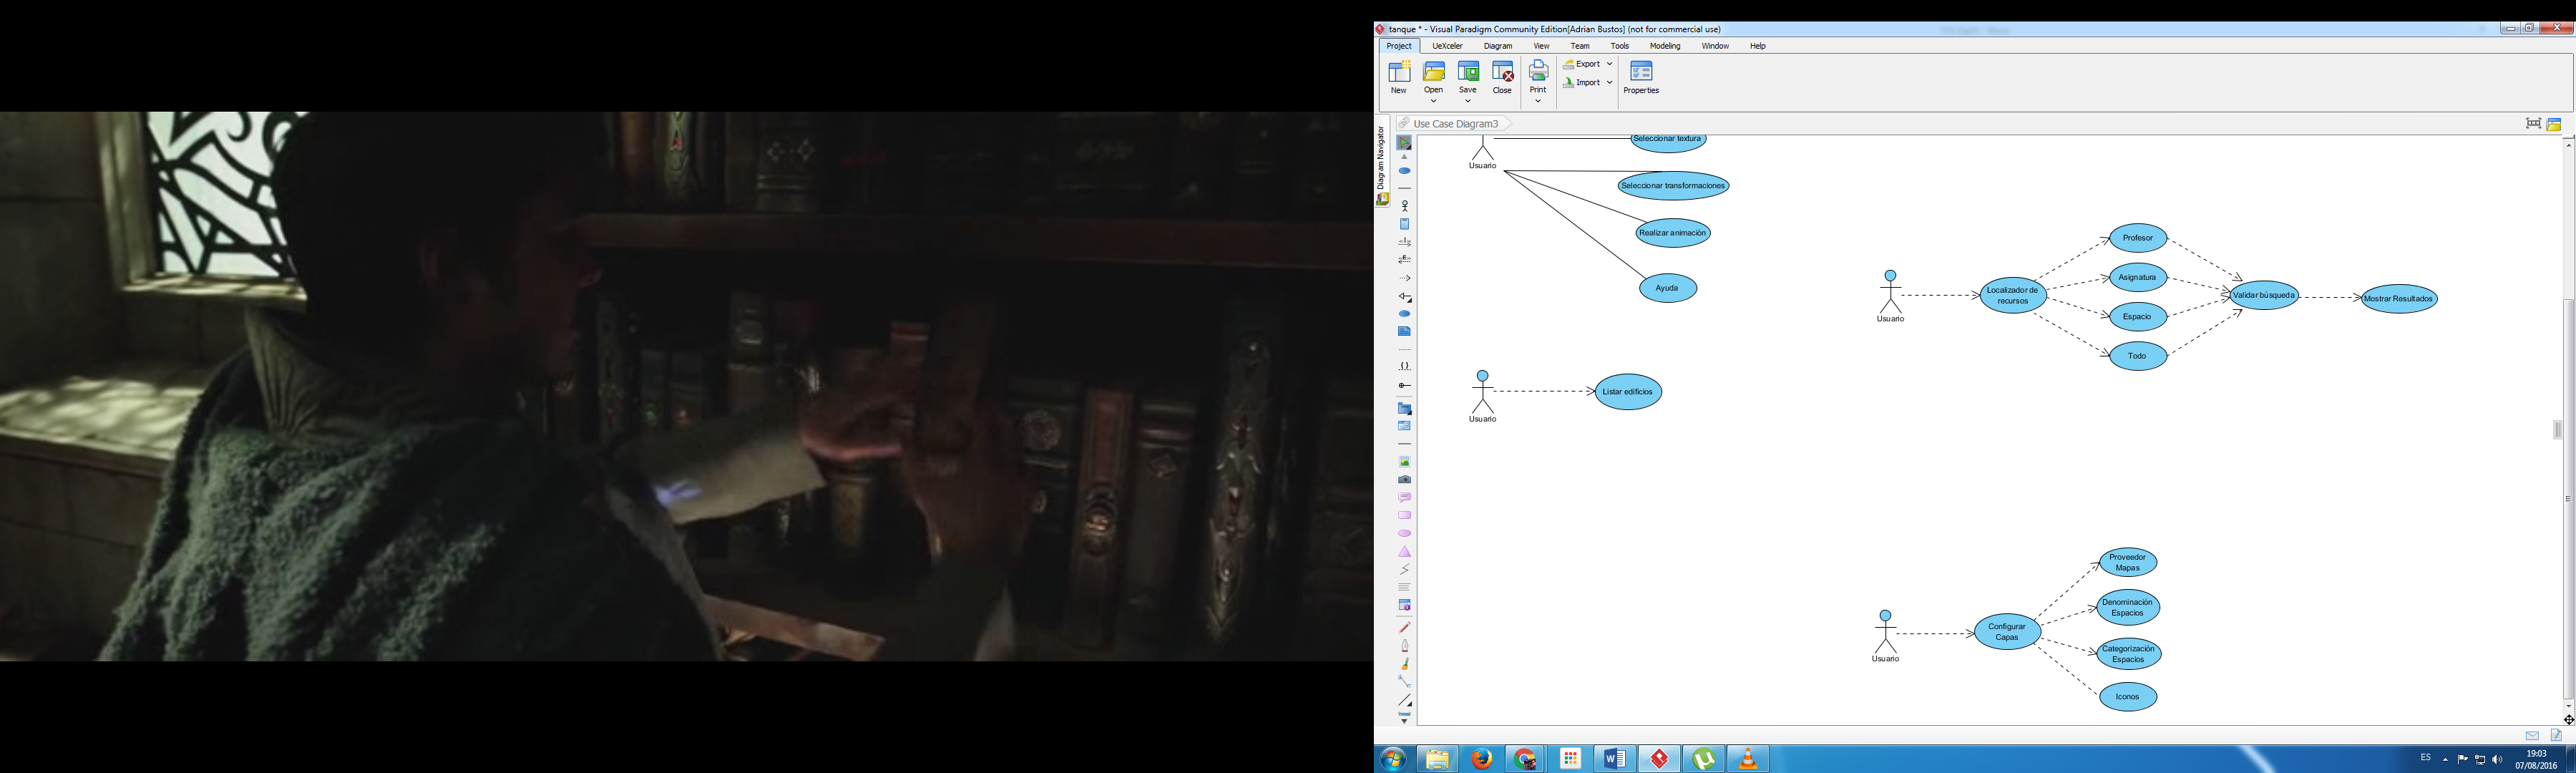 tanque * - Visual Paradigm Community Edition[Adrian Bustos] (not for commercial use)
Project UeXceler Diagram View Team Tools Modeling Window Help
New
Open
Save
Close
Print
Export
Import
Properties
Diagram Navigator
Use Case Diagram3
Seleccionar textura
Usuario
Seleccionar transformaciones
Realizar animación
Ayuda
Usuario
Listar edificios
Usuario
Localizador de
recursos
Profesor
Asignatura
Espacio
Todo
Validar búsqueda
Mostrar Resultados
Usuario
Configurar
Capas
Proveedor
Mapas
Denominación
Espacios
Categorización
Espacios
Iconos
ES
19:03
07/08/2016